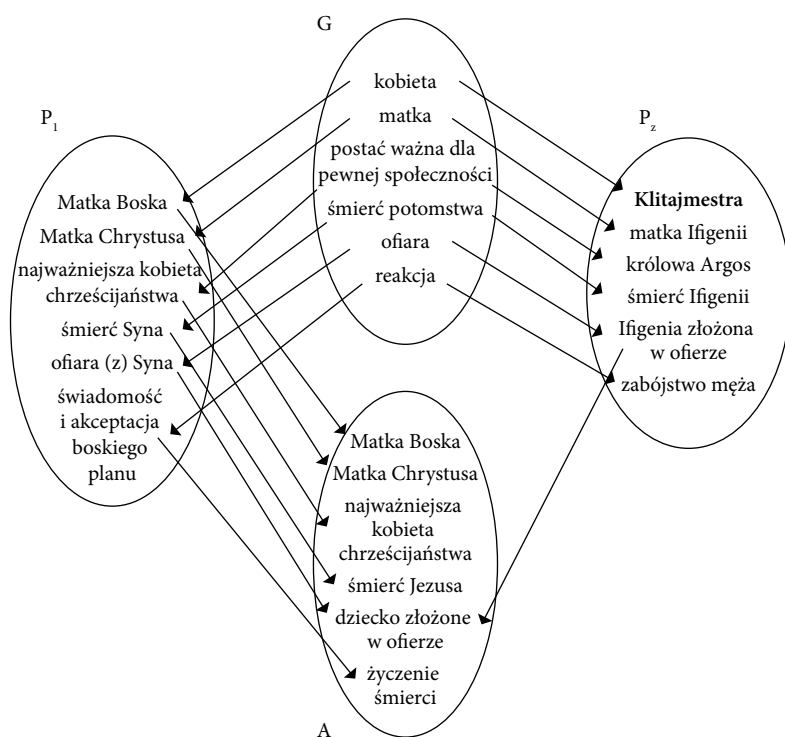 G
kobieta
matka
postać ważna dla
pewnej społeczności
śmierć potomstwa
ofiara
reakcja
P₁
Matka Boska
Matka Chrystusa
najważniejsza kobieta
chrześcijaństwa
śmierć Syna
ofiara (z) Syna
świadomość
i akceptacja
boskiego
planu
P_z
Klitajmestra
matka Ifigenii
królowa Argos
śmierć Ifigenii
Ifigenia złożona
w ofierze
zabójstwo męża
Matka Boska
Matka Chrystusa
najważniejsza
kobieta
chrześcijaństwa
śmierć Jezusa
dziecko złożone
w ofierze
życzenie
śmierci
A